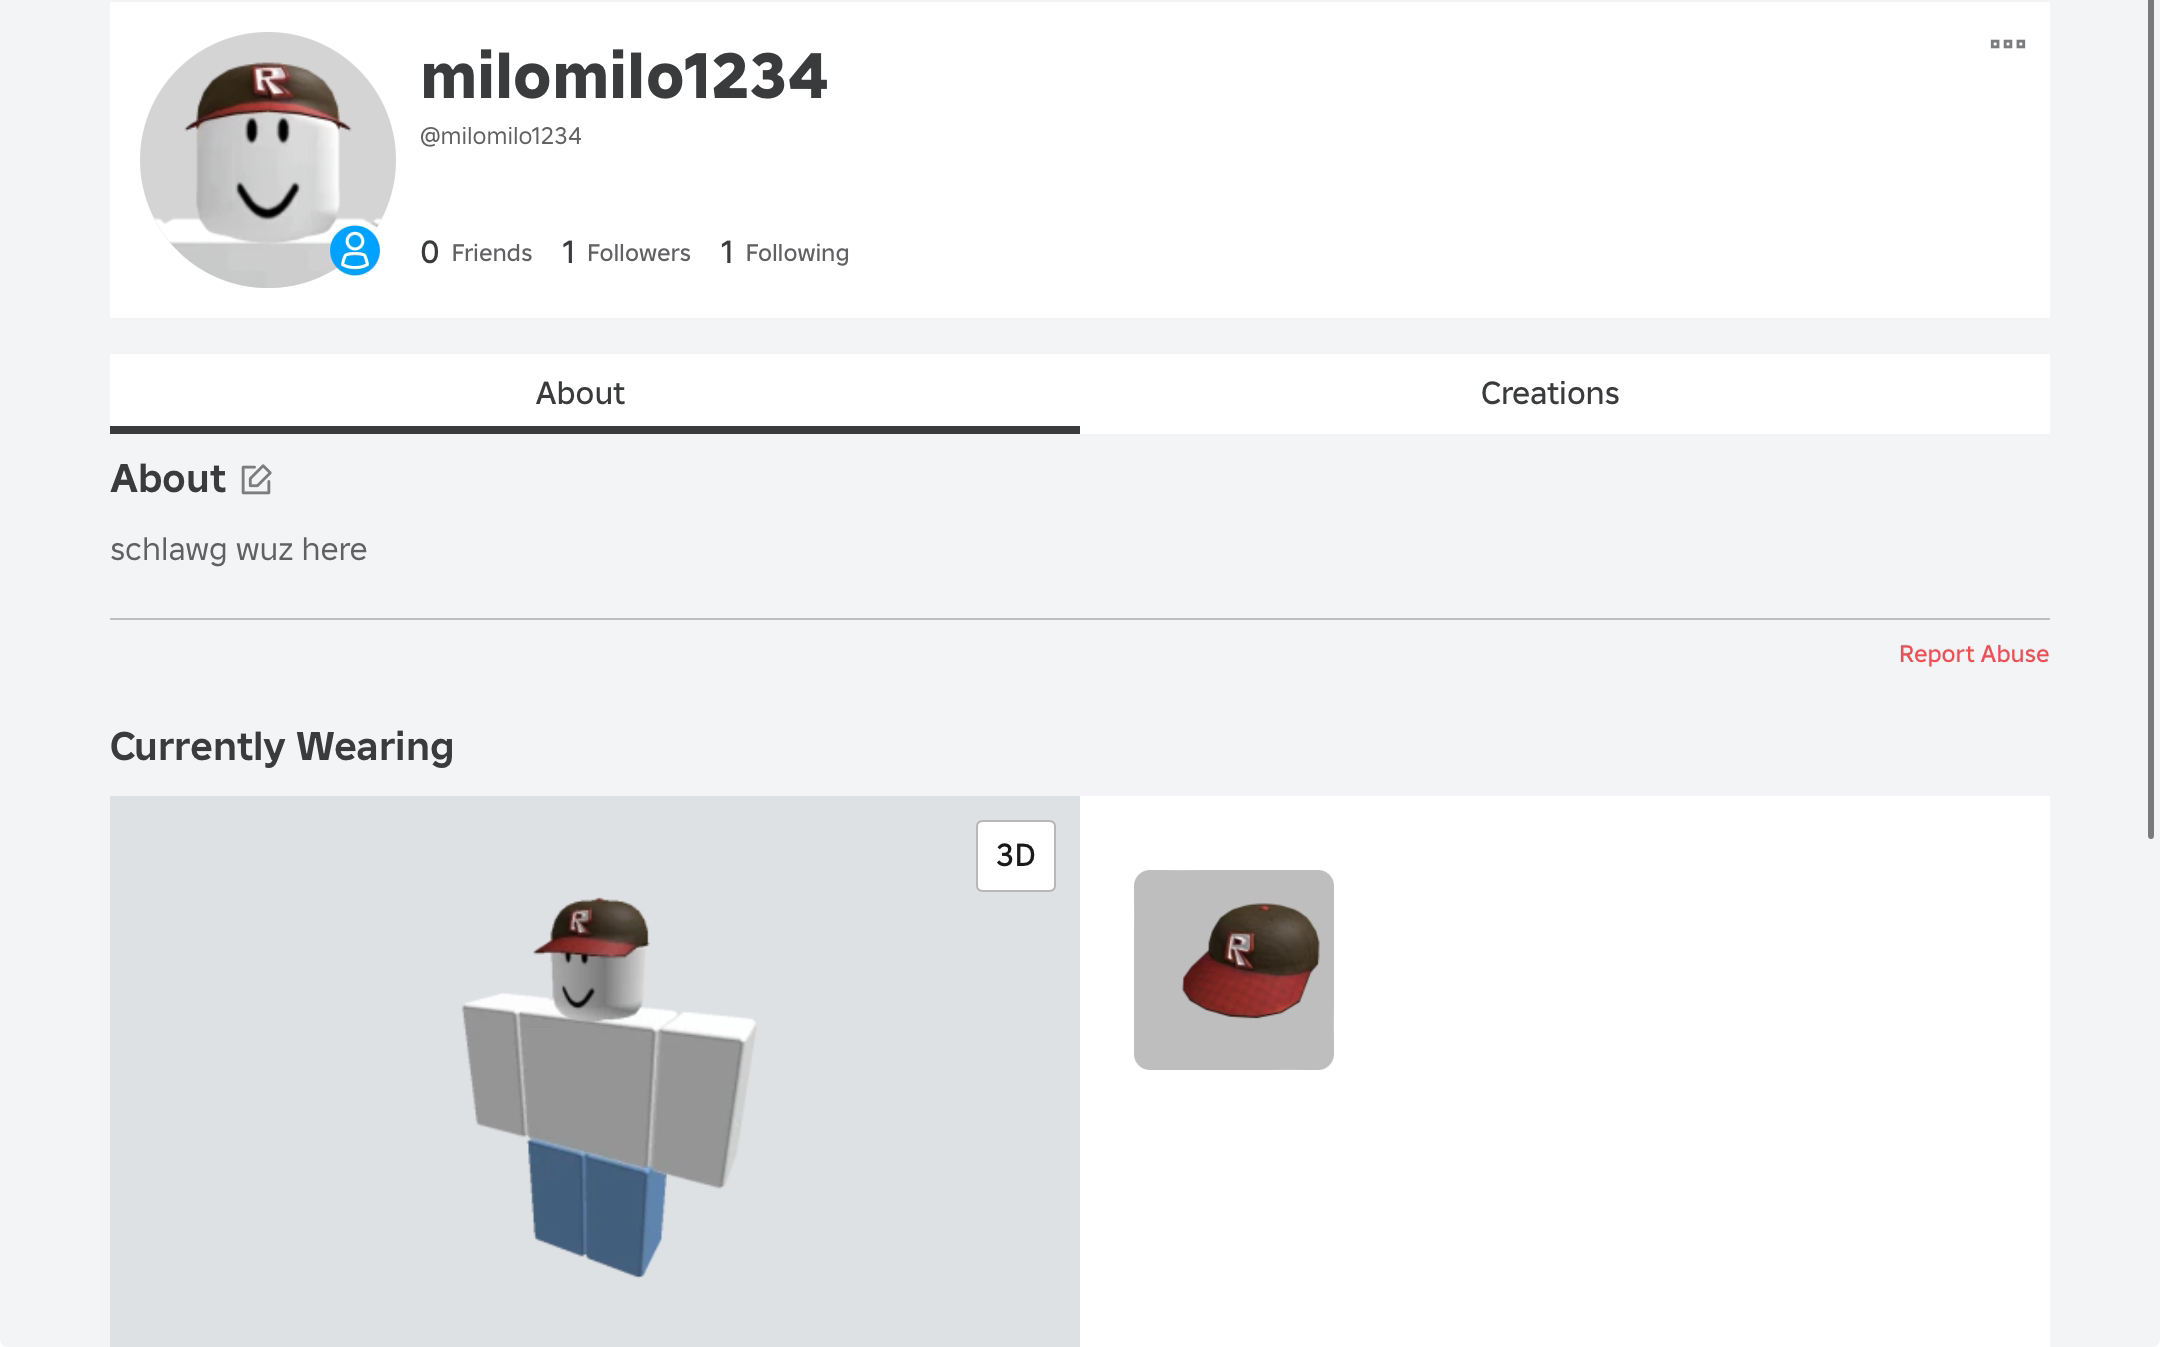 milomilo1234
@milomilo1234
0 Friends 1 Followers 1 Following
About Creations
About
schlawg wuz here
Report Abuse
Currently Wearing
3D
R
R
R